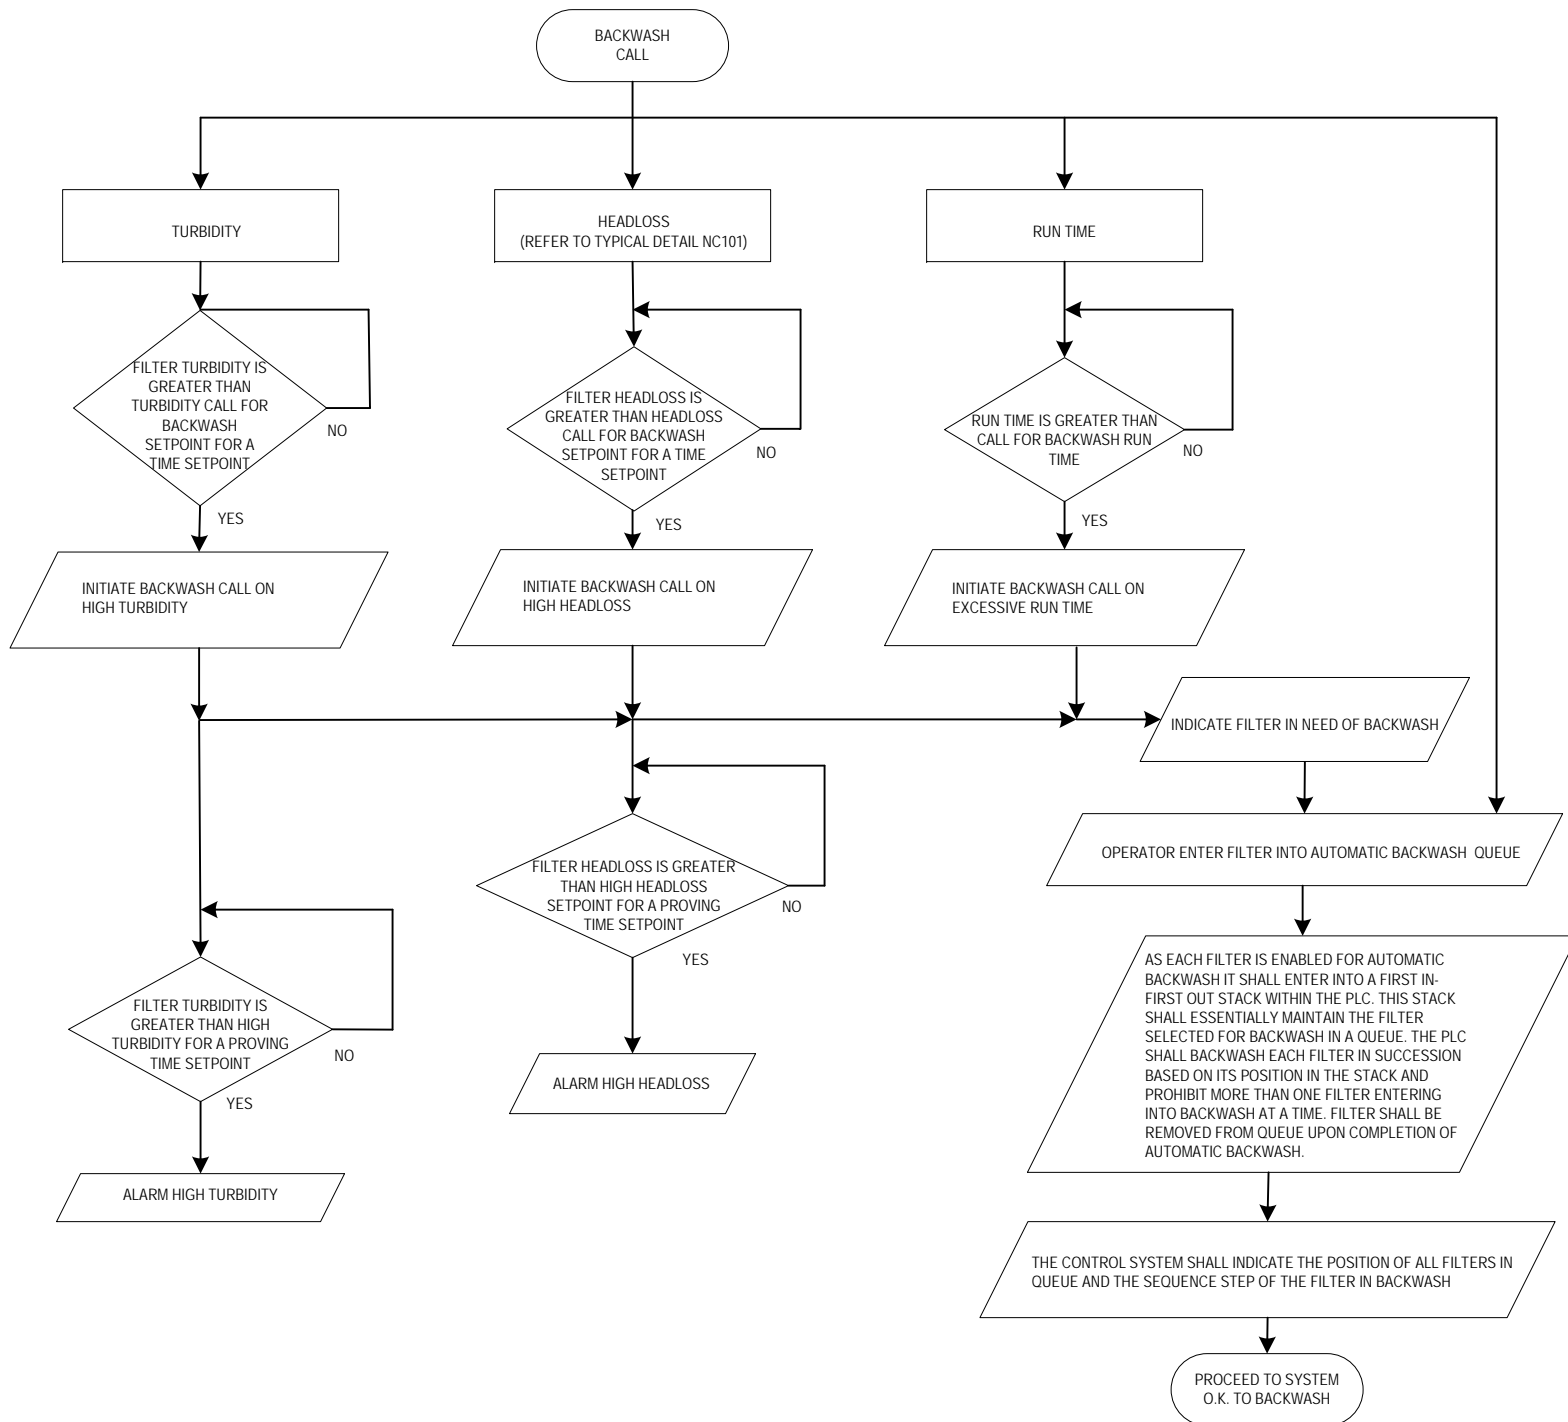 BACKWASH
CALL
TURBIDITY
HEADLOSS
(REFER TO TYPICAL DETAIL NC101)
RUN TIME
FILTER TURBIDITY IS
GREATER THAN
TURBIDITY CALL FOR
BACKWASH
SETPOINT FOR A
TIME SETPOINT
NO
YES
FILTER HEADLOSS IS
GREATER THAN HEADLOSS
CALL FOR BACKWASH
SETPOINT FOR A TIME
SETPOINT
NO
YES
RUN TIME IS GREATER THAN
CALL FOR BACKWASH RUN
TIME
NO
YES
INITIATE BACKWASH CALL ON
HIGH TURBIDITY
INITIATE BACKWASH CALL ON
HIGH HEADLOSS
INITIATE BACKWASH CALL ON
EXCESSIVE RUN TIME
INDICATE FILTER IN NEED OF BACKWASH
FILTER HEADLOSS IS GREATER
THAN HIGH HEADLOSS
SETPOINT FOR A PROVING
TIME SETPOINT
NO
YES
OPERATOR ENTER FILTER INTO AUTOMATIC BACKWASH QUEUE
FILTER TURBIDITY IS
GREATER THAN HIGH
TURBIDITY FOR A PROVING
TIME SETPOINT
NO
YES
ALARM HIGH HEADLOSS
AS EACH FILTER IS ENABLED FOR AUTOMATIC
BACKWASH IT SHALL ENTER INTO A FIRST IN-
FIRST OUT STACK WITHIN THE PLC. THIS STACK
SHALL ESSENTIALLY MAINTAIN THE FILTER
SELECTED FOR BACKWASH IN A QUEUE. THE PLC
SHALL BACKWASH EACH FILTER IN SUCCESSION
BASED ON ITS POSITION IN THE STACK AND
PROHIBIT MORE THAN ONE FILTER ENTERING
INTO BACKWASH AT A TIME. FILTER SHALL BE
REMOVED FROM QUEUE UPON COMPLETION OF
AUTOMATIC BACKWASH.
ALARM HIGH TURBIDITY
THE CONTROL SYSTEM SHALL INDICATE THE POSITION OF ALL FILTERS IN
QUEUE AND THE SEQUENCE STEP OF THE FILTER IN BACKWASH
PROCEED TO SYSTEM
O.K. TO BACKWASH